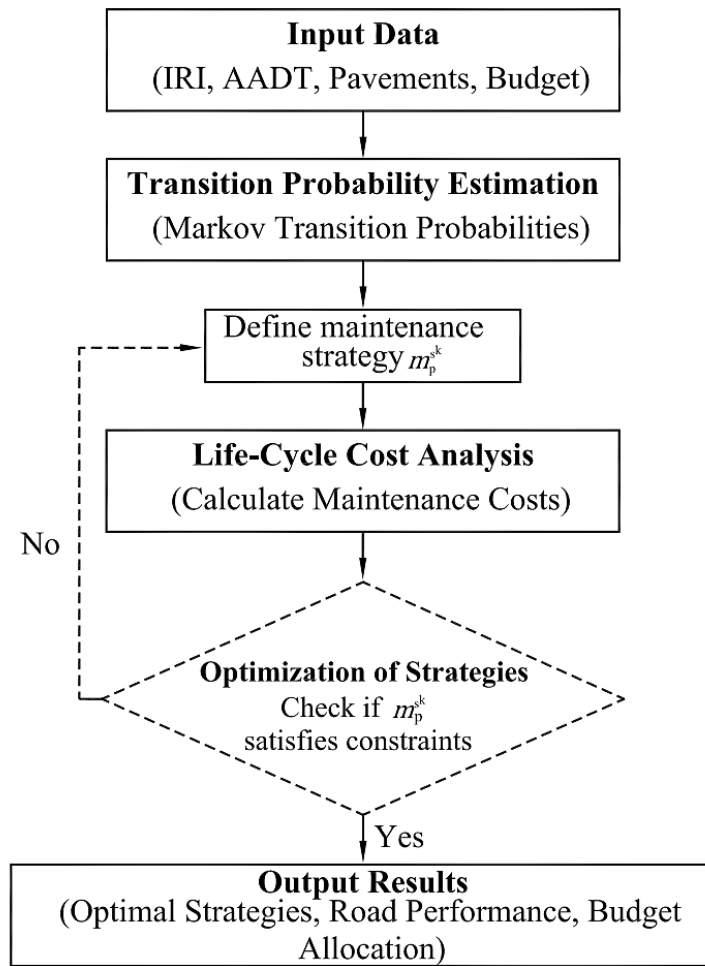 Input Data
(IRI, AADT, Pavements, Budget)
Transition Probability Estimation
(Markov Transition Probabilities)
Define maintenance
strategy m_p^{sk}
Life-Cycle Cost Analysis
(Calculate Maintenance Costs)
No
Optimization of Strategies
Check if m_p^{sk}
satisfies constraints
Yes
Output Results
(Optimal Strategies, Road Performance, Budget
Allocation)